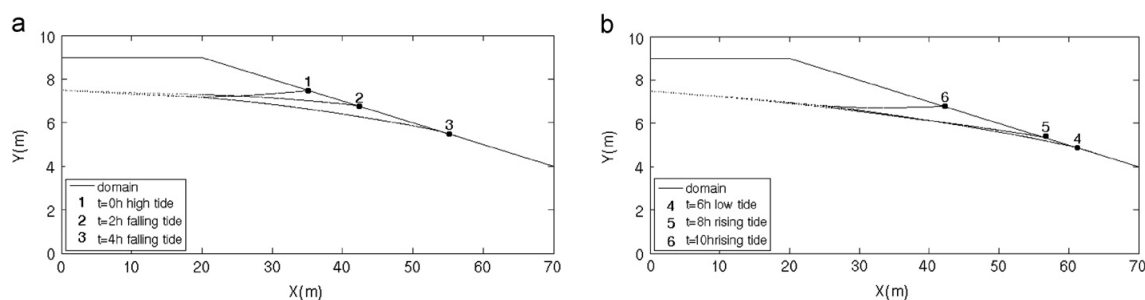 a
10
8
6
4
2
0
Y(m)
1
2
3
domain
1 t=0h high tide
2 t=2h falling tide
3 t=4h falling tide
0 10 20 30 40 50 60 70
X(m)
b
10
8
6
4
2
0
Y(m)
6
5
4
domain
4 t=6h low tide
5 t=8h rising tide
6 t=10hrising tide
0 10 20 30 40 50 60 70
X(m)